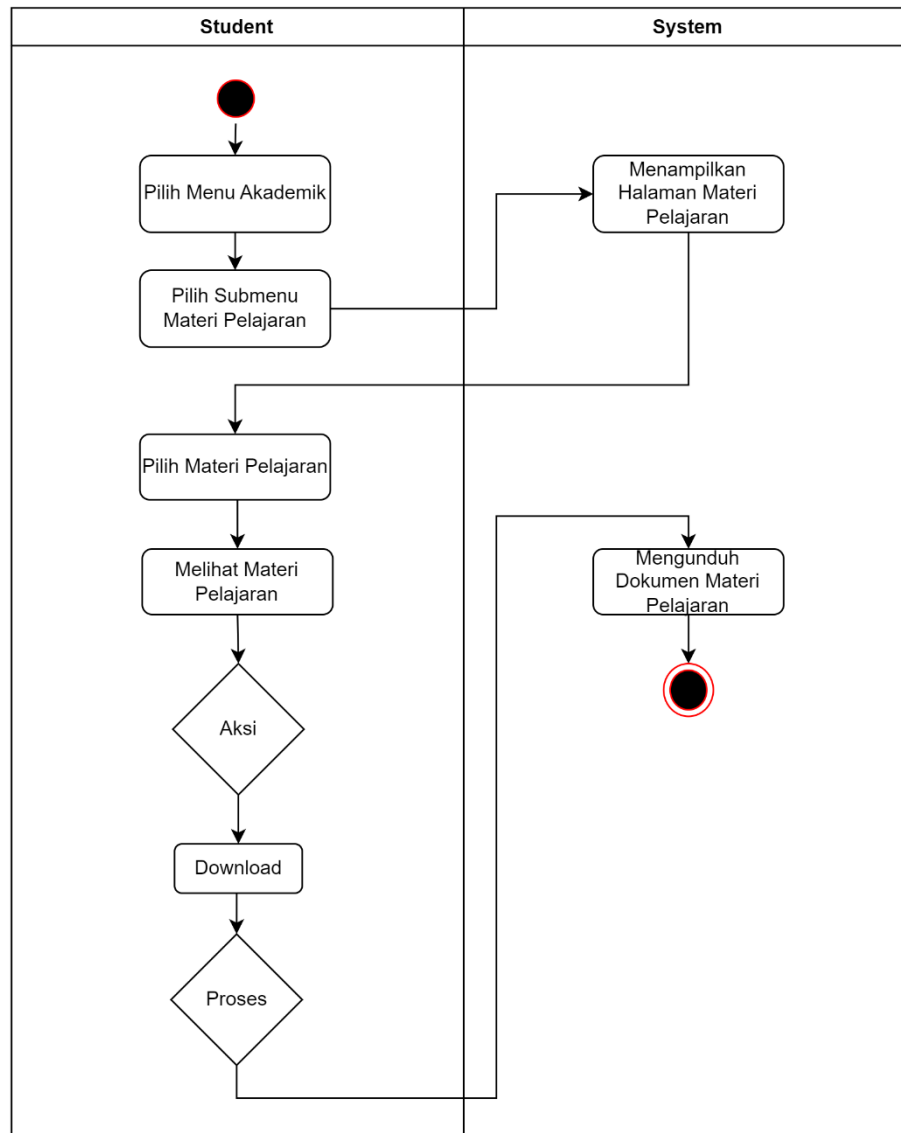 Student
System
Pilih Menu Akademik
Menampilkan
Halaman Materi
Pelajaran
Pilih Submenu
Materi Pelajaran
Pilih Materi Pelajaran
Melihat Materi
Pelajaran
Mengunduh
Dokumen Materi
Pelajaran
Aksi
Download
Proses